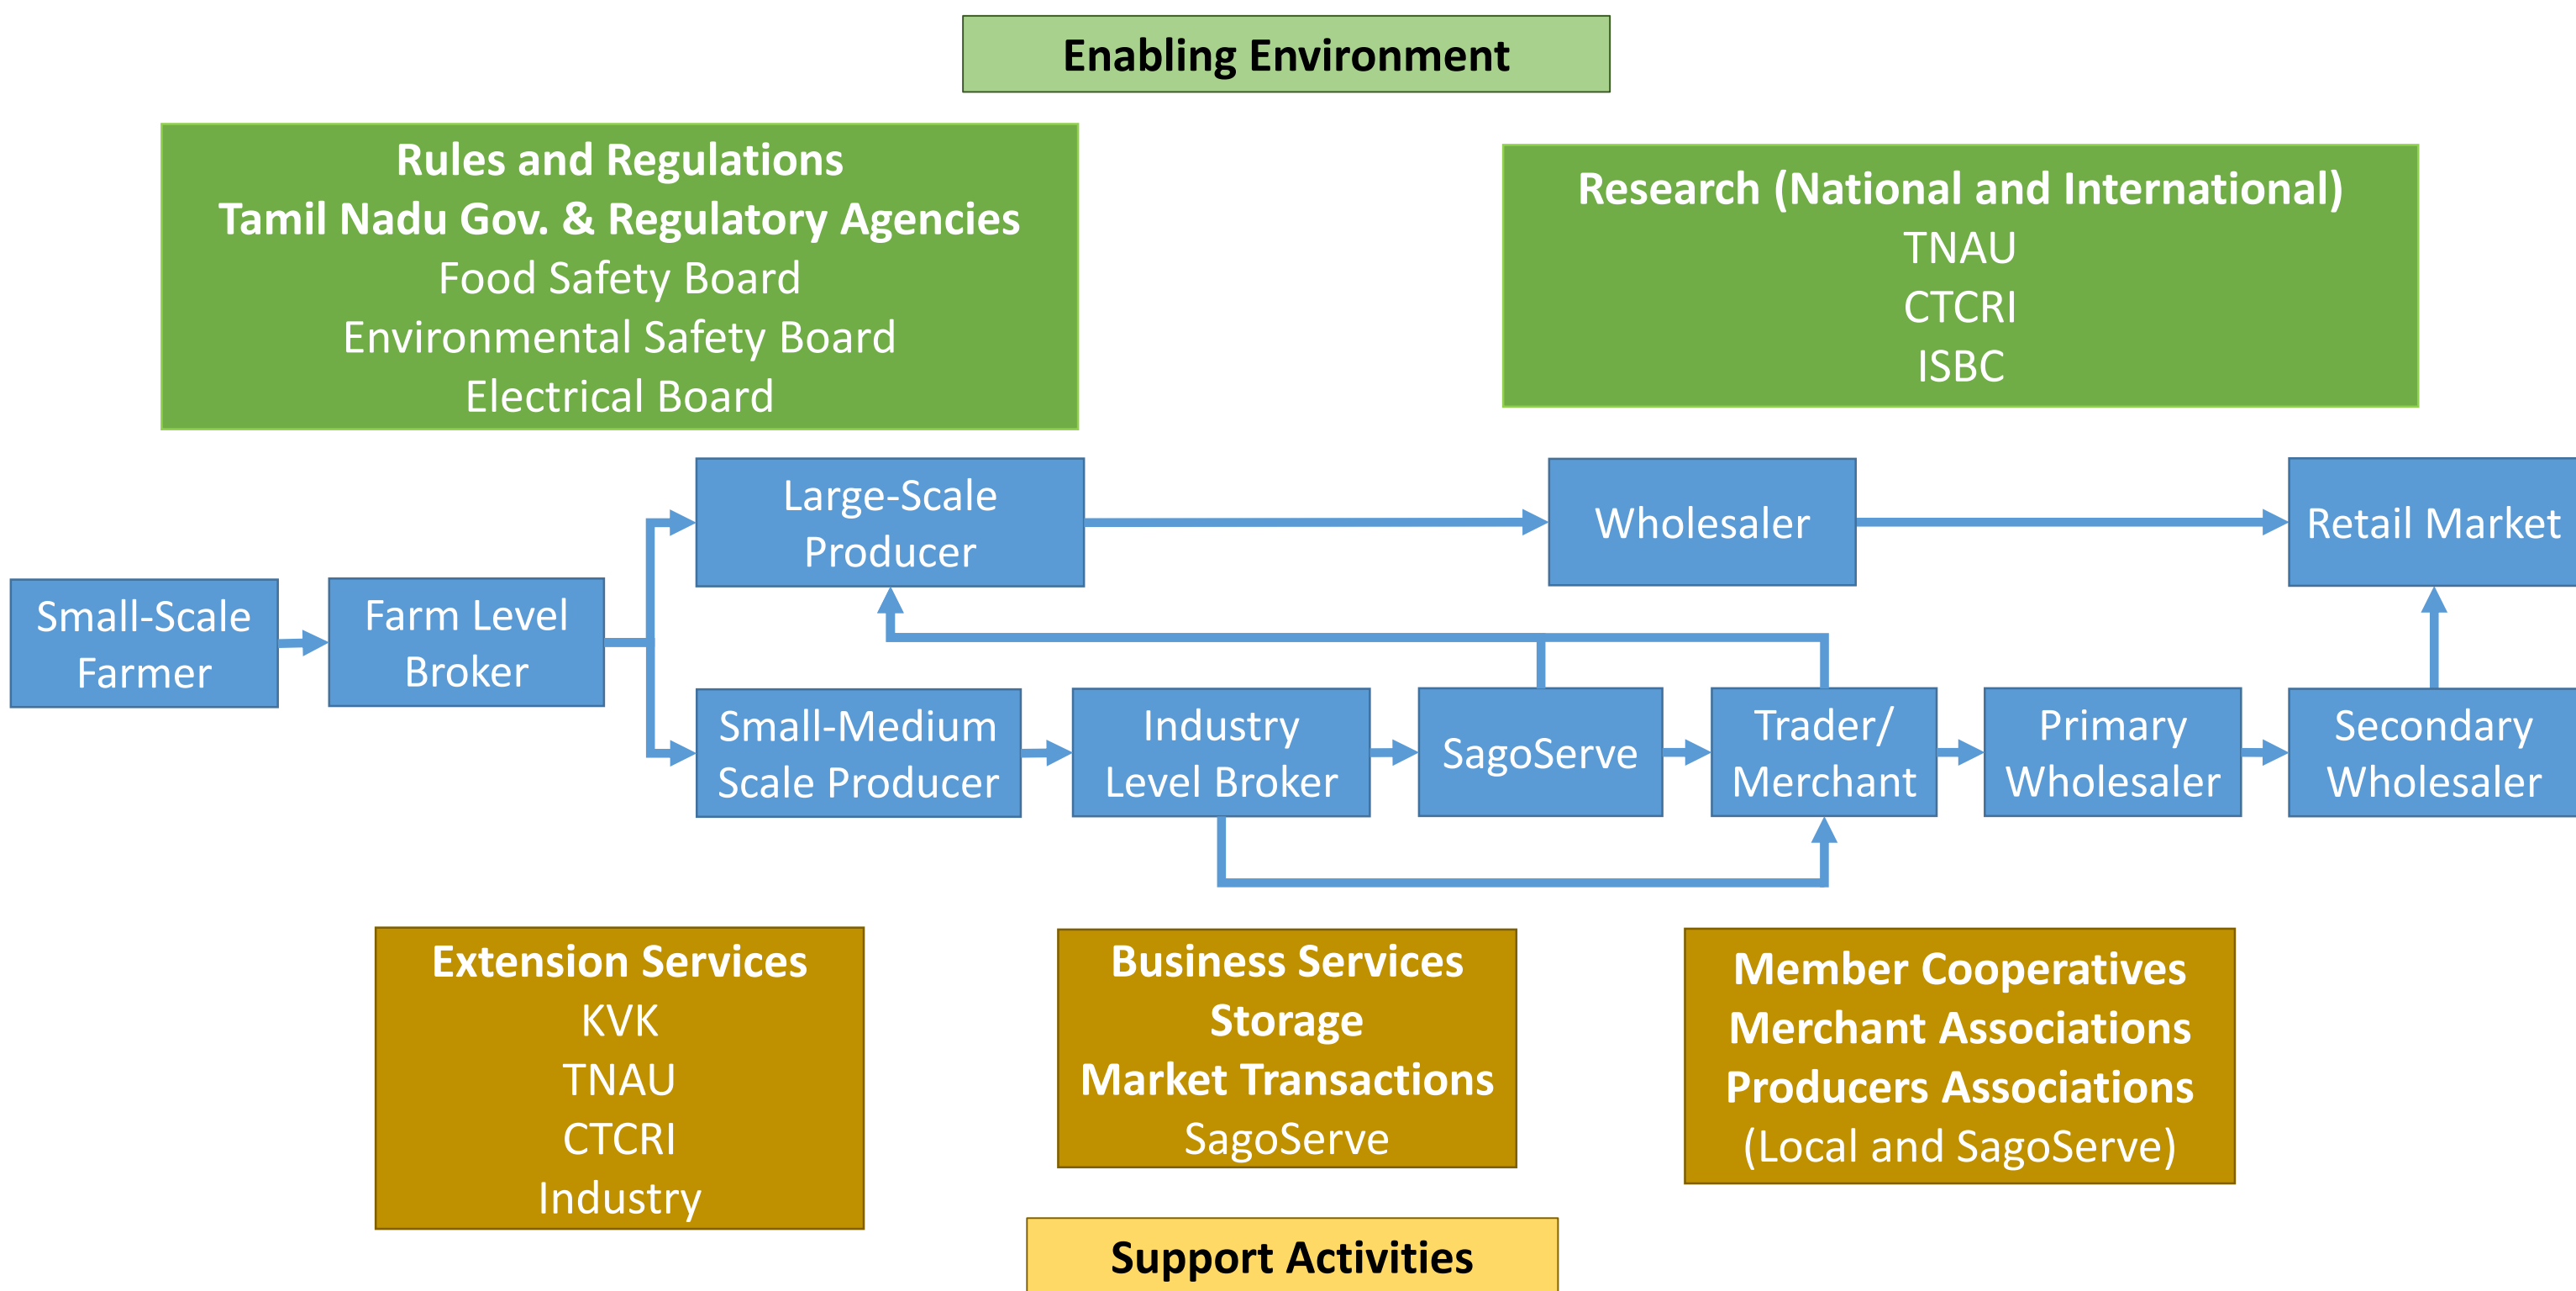 Enabling Environment
Rules and Regulations
Tamil Nadu Gov. & Regulatory Agencies
Food Safety Board
Environmental Safety Board
Electrical Board
Research (National and International)
TNAU
CTCRI
ISBC
Large-Scale
Producer
Wholesaler
Retail Market
Small-Scale
Farmer
Farm Level
Broker
Small-Medium
Scale Producer
Industry
Level Broker
SagoServe
Trader/
Merchant
Primary
Wholesaler
Secondary
Wholesaler
Extension Services
KVK
TNAU
CTCRI
Industry
Business Services
Storage
Market Transactions
SagoServe
Member Cooperatives
Merchant Associations
Producers Associations
(Local and SagoServe)
Support Activities